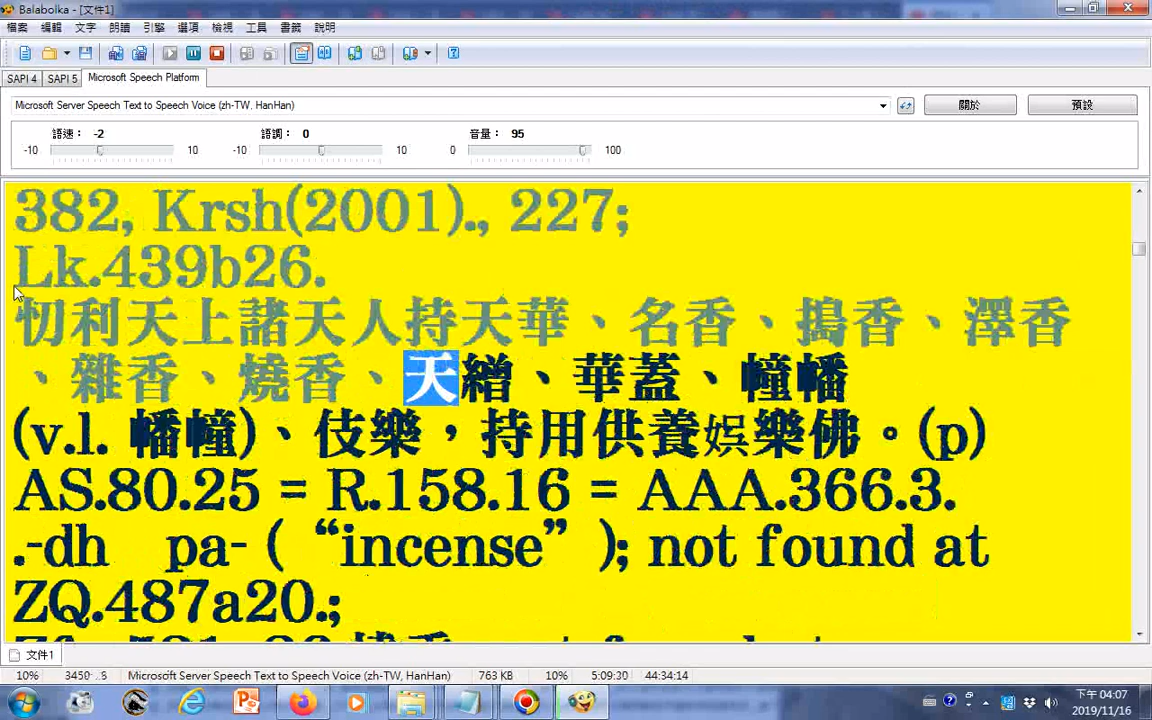 Balabolka - [文件1]
檔案 編輯 文字 朗讀 引擎 選項 檢視 工具 書籤 說明
SAPI 4 SAPI 5 Microsoft Speech Platform
Microsoft Server Speech Text to Speech Voice (zh-TW, HanHan)
關於 預設
語速： -2 語調： 0 音量： 95
-10 10 -10 10 0 100
382, Krsh(2001)., 227;
Lk.439b26.
忉利天上諸天人持天華、名香、搗香、澤香
、雜香、燒香、天繒、華蓋、幢幡
(v.l. 幡幢)、伎樂，持用供養娯樂佛。(p)
AS.80.25 = R.158.16 = AAA.366.3.
.-dh pa- ( “incense” ); not found at
ZQ.487a20.;
文件1
10% Microsoft Server Speech Text to Speech Voice (zh-TW, HanHan) 763 KB 10% 5:09:30 44:34:14
下午 04:07
2019/11/16